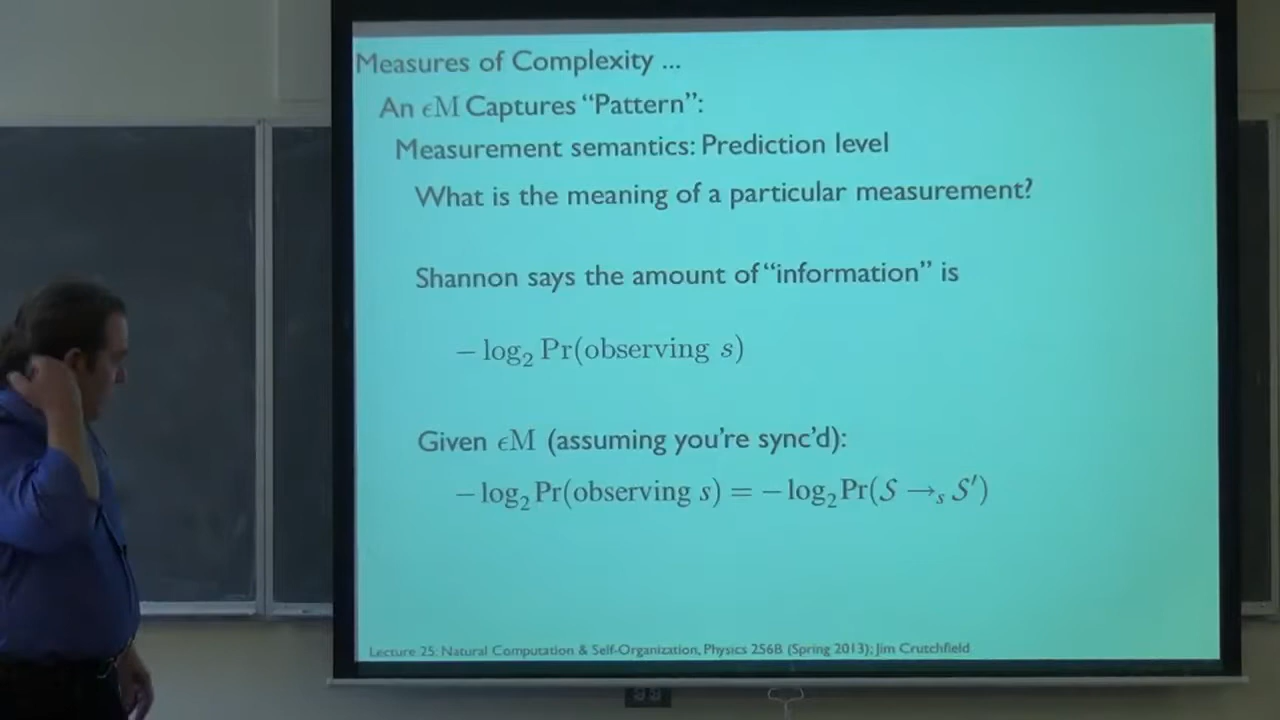 Measures of Complexity ...
An ϵM Captures “Pattern”:
Measurement semantics: Prediction level
What is the meaning of a particular measurement?
Shannon says the amount of “information” is
− log₂ Pr(observing s)
Given ϵM (assuming you’re sync’d):
− log₂ Pr(observing s) = − log₂ Pr(𝒮 →ₛ 𝒮′)
Lecture 25: Natural Computation & Self-Organization, Physics 256B (Spring 2013); Jim Crutchfield